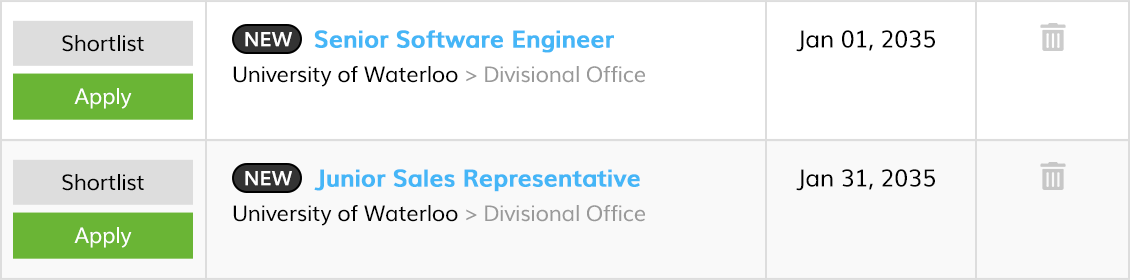 Shortlist
Apply
NEW Senior Software Engineer
University of Waterloo > Divisional Office
Jan 01, 2035
Shortlist
Apply
NEW Junior Sales Representative
University of Waterloo > Divisional Office
Jan 31, 2035